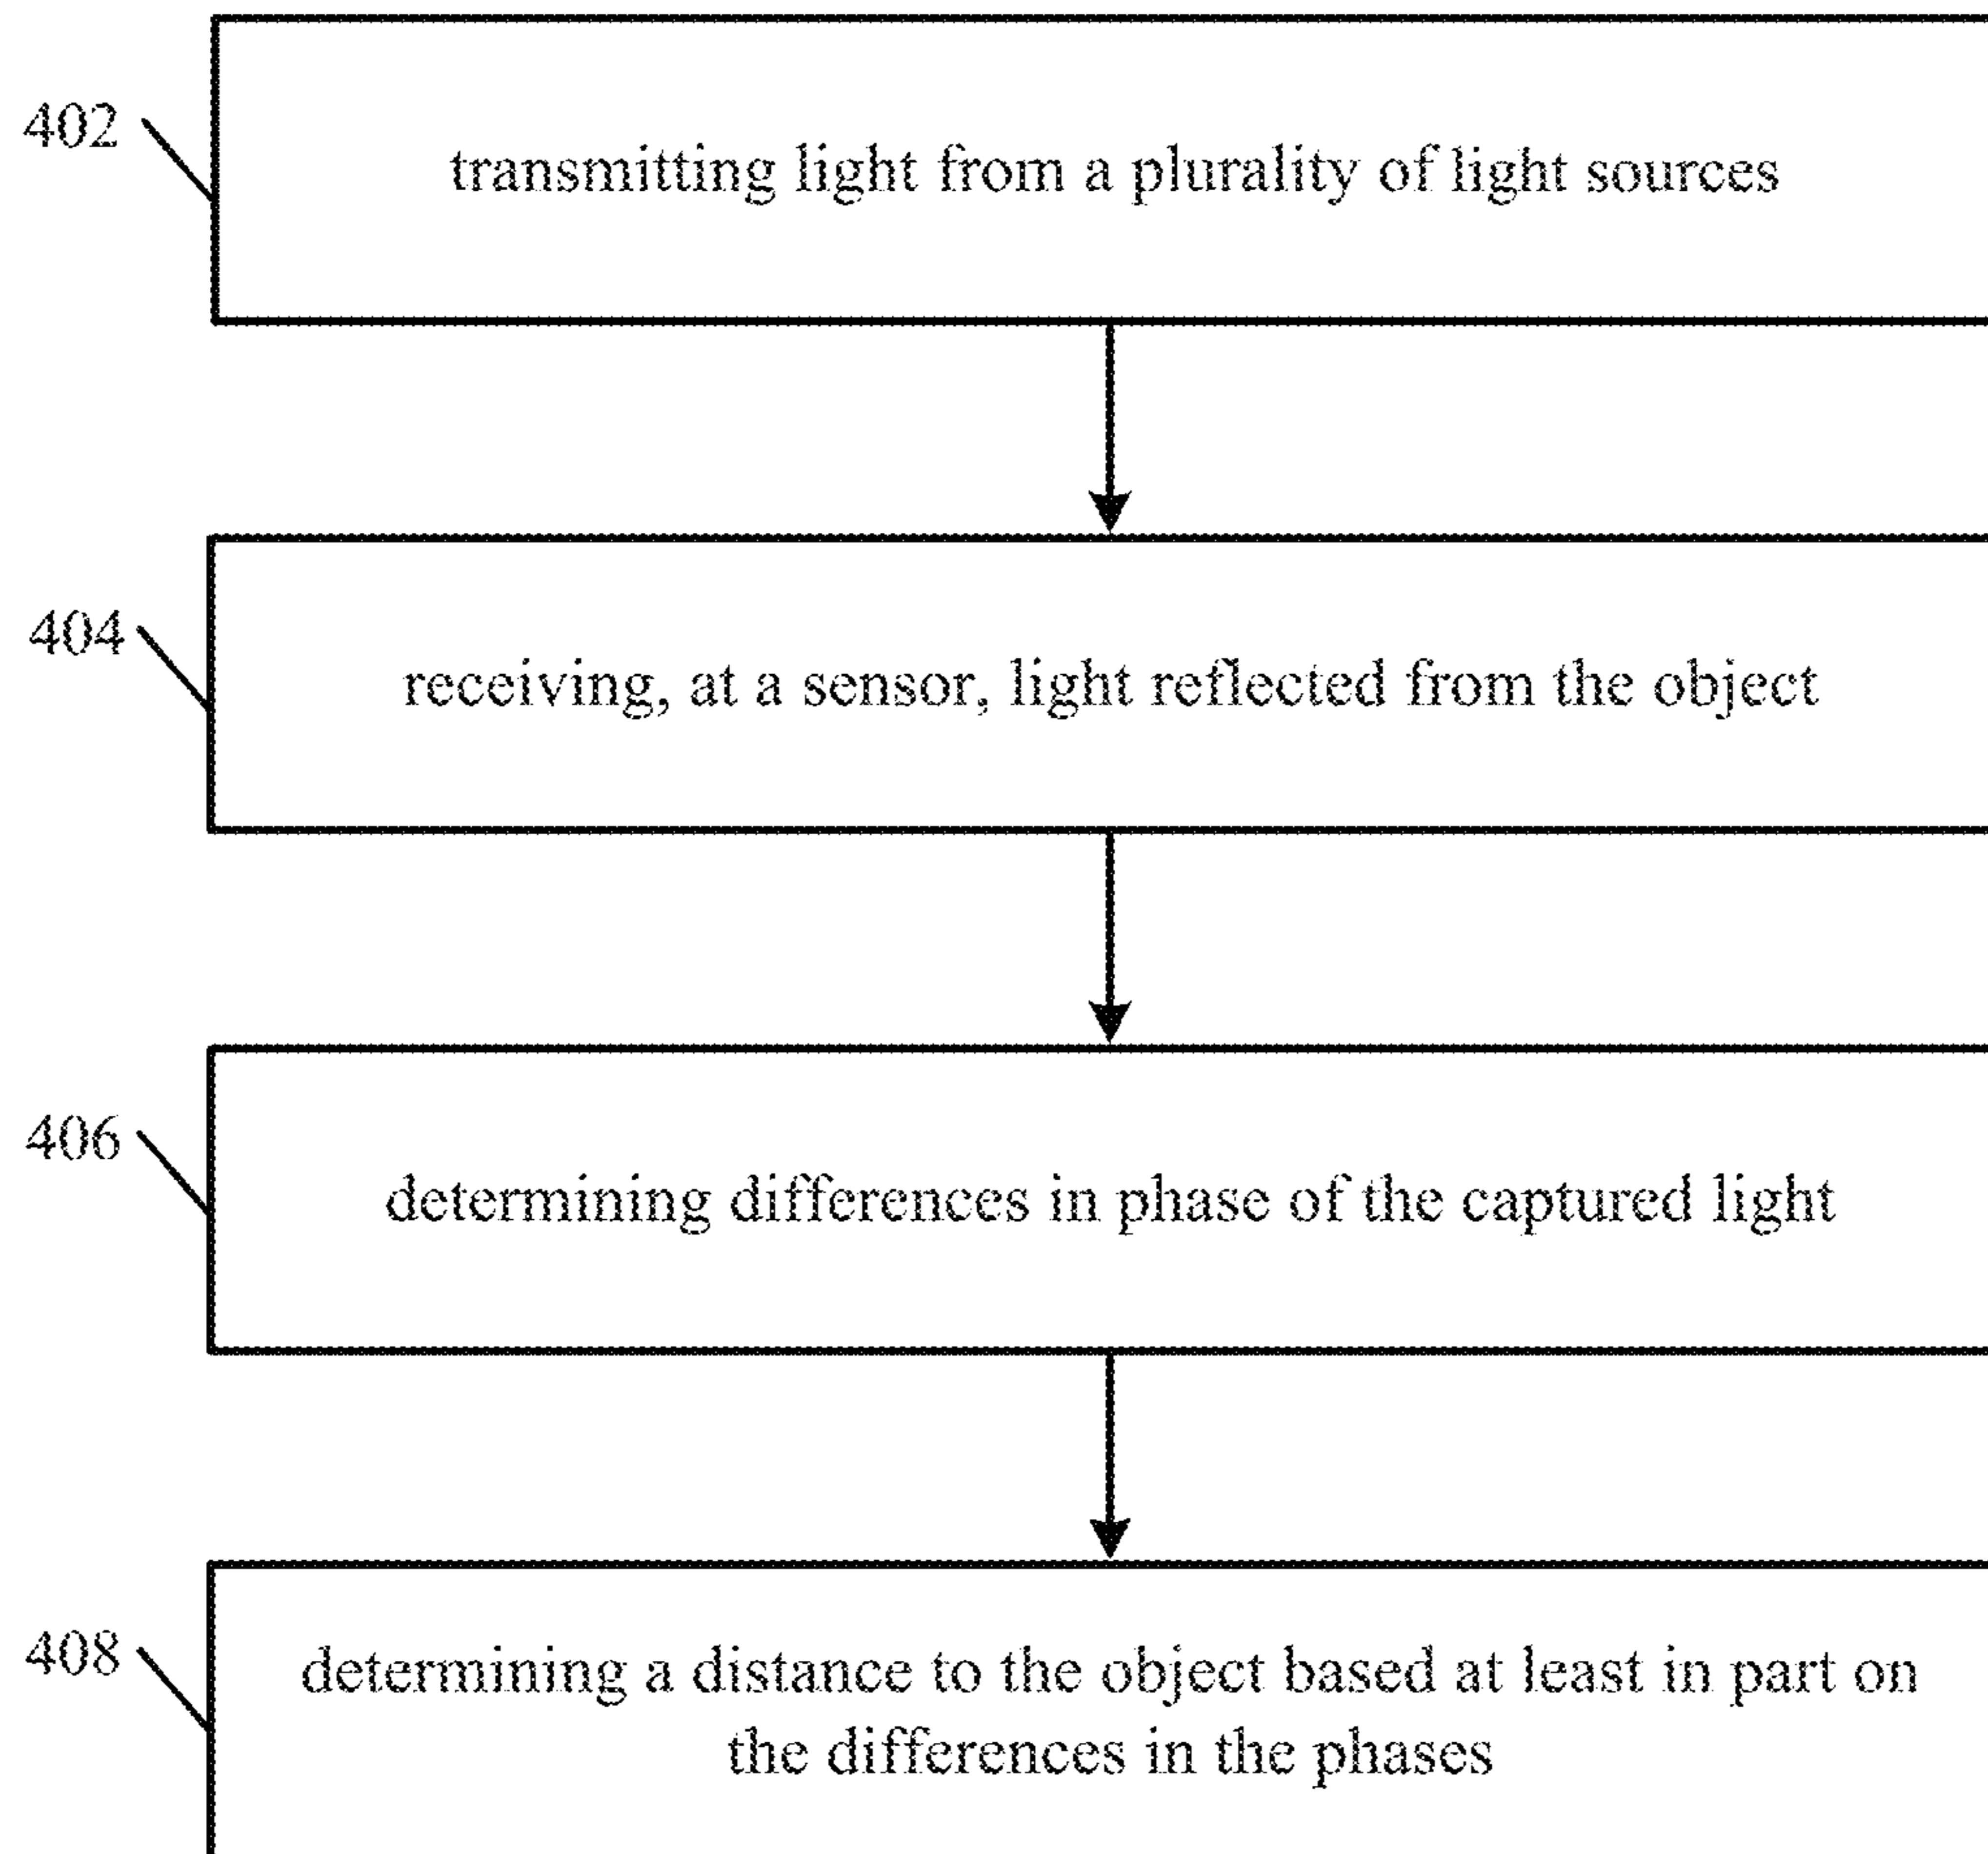 402
transmitting light from a plurality of light sources
404
receiving, at a sensor, light reflected from the object
406
determining differences in phase of the captured light
408
determining a distance to the object based at least in part on
the differences in the phases